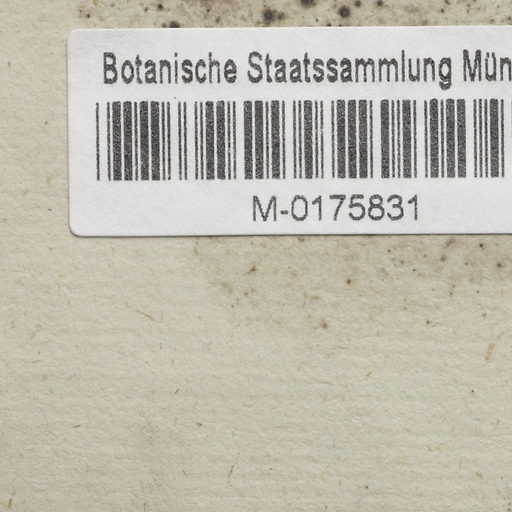 Botanische Staatssammlung Mün
M-0175831